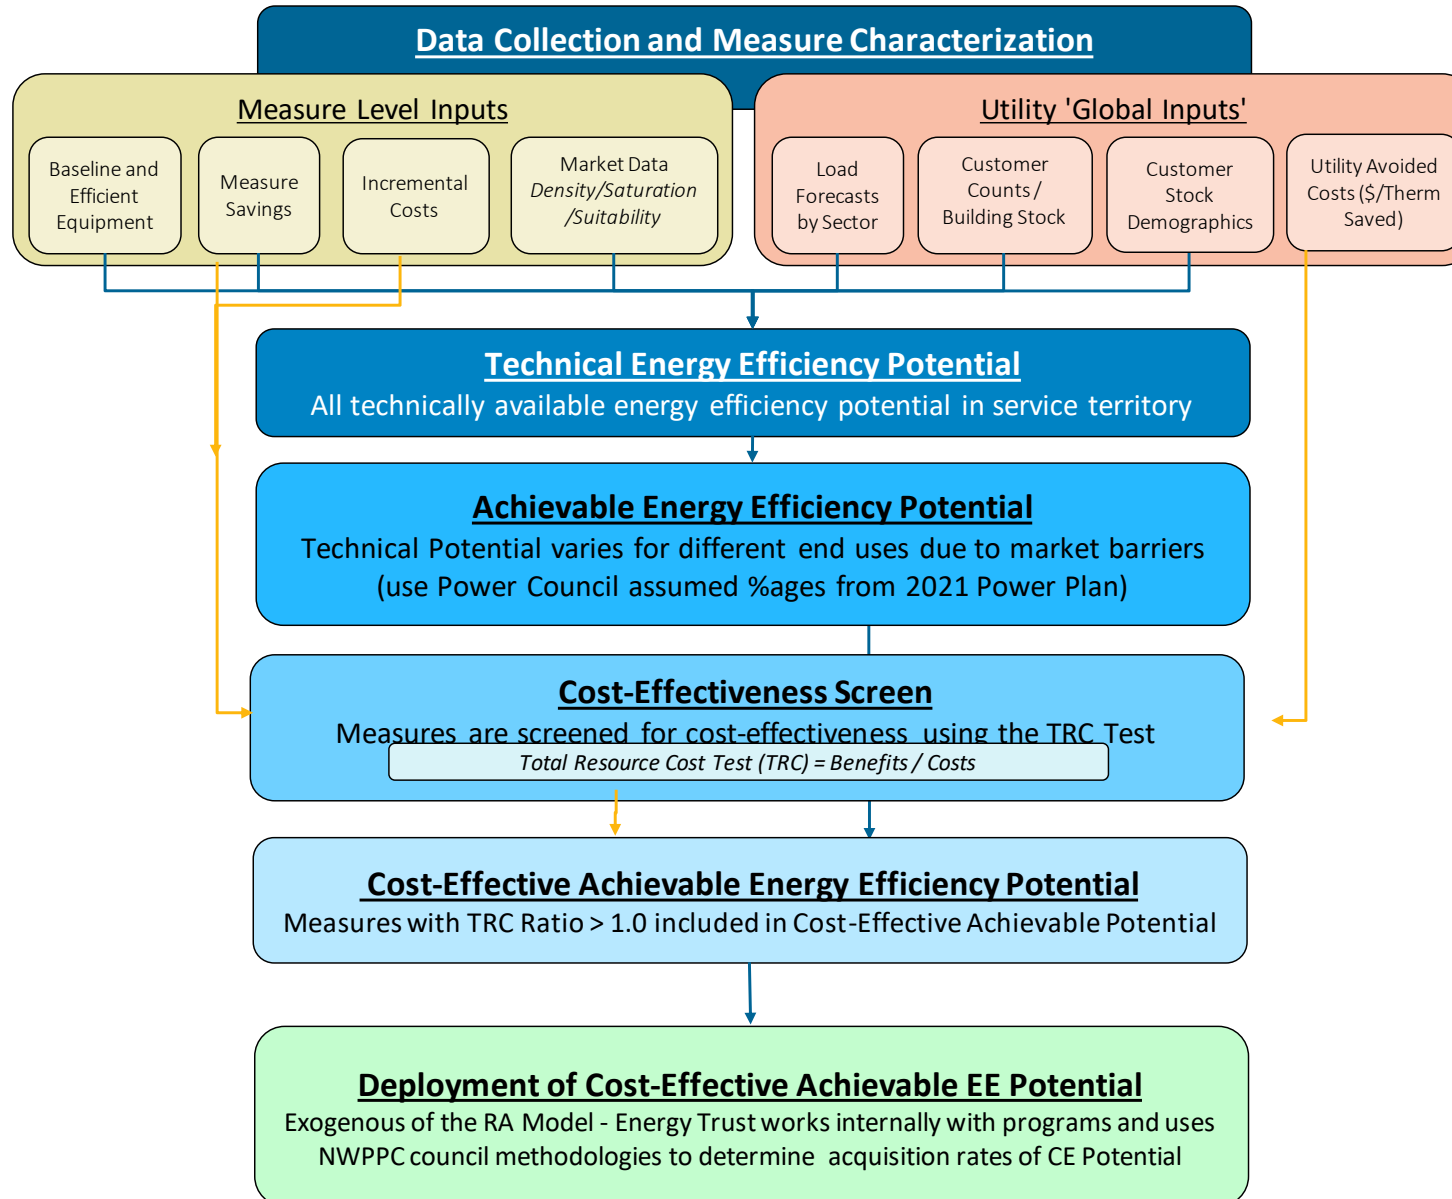 Data Collection and Measure Characterization
Measure Level Inputs
Baseline and
Efficient
Equipment
Measure
Savings
Incremental
Costs
Market Data
Density/Saturation
/Suitability
Utility 'Global Inputs'
Load
Forecasts
by Sector
Customer
Counts /
Building Stock
Customer
Stock
Demographics
Utility Avoided
Costs ($/Therm
Saved)
Technical Energy Efficiency Potential
All technically available energy efficiency potential in service territory
Achievable Energy Efficiency Potential
Technical Potential varies for different end uses due to market barriers
(use Power Council assumed %ages from 2021 Power Plan)
Cost-Effectiveness Screen
Measures are screened for cost-effectiveness using the TRC Test
Total Resource Cost Test (TRC) = Benefits / Costs
Cost-Effective Achievable Energy Efficiency Potential
Measures with TRC Ratio > 1.0 included in Cost-Effective Achievable Potential
Deployment of Cost-Effective Achievable EE Potential
Exogenous of the RA Model - Energy Trust works internally with programs and uses
NWPPC council methodologies to determine acquisition rates of CE Potential